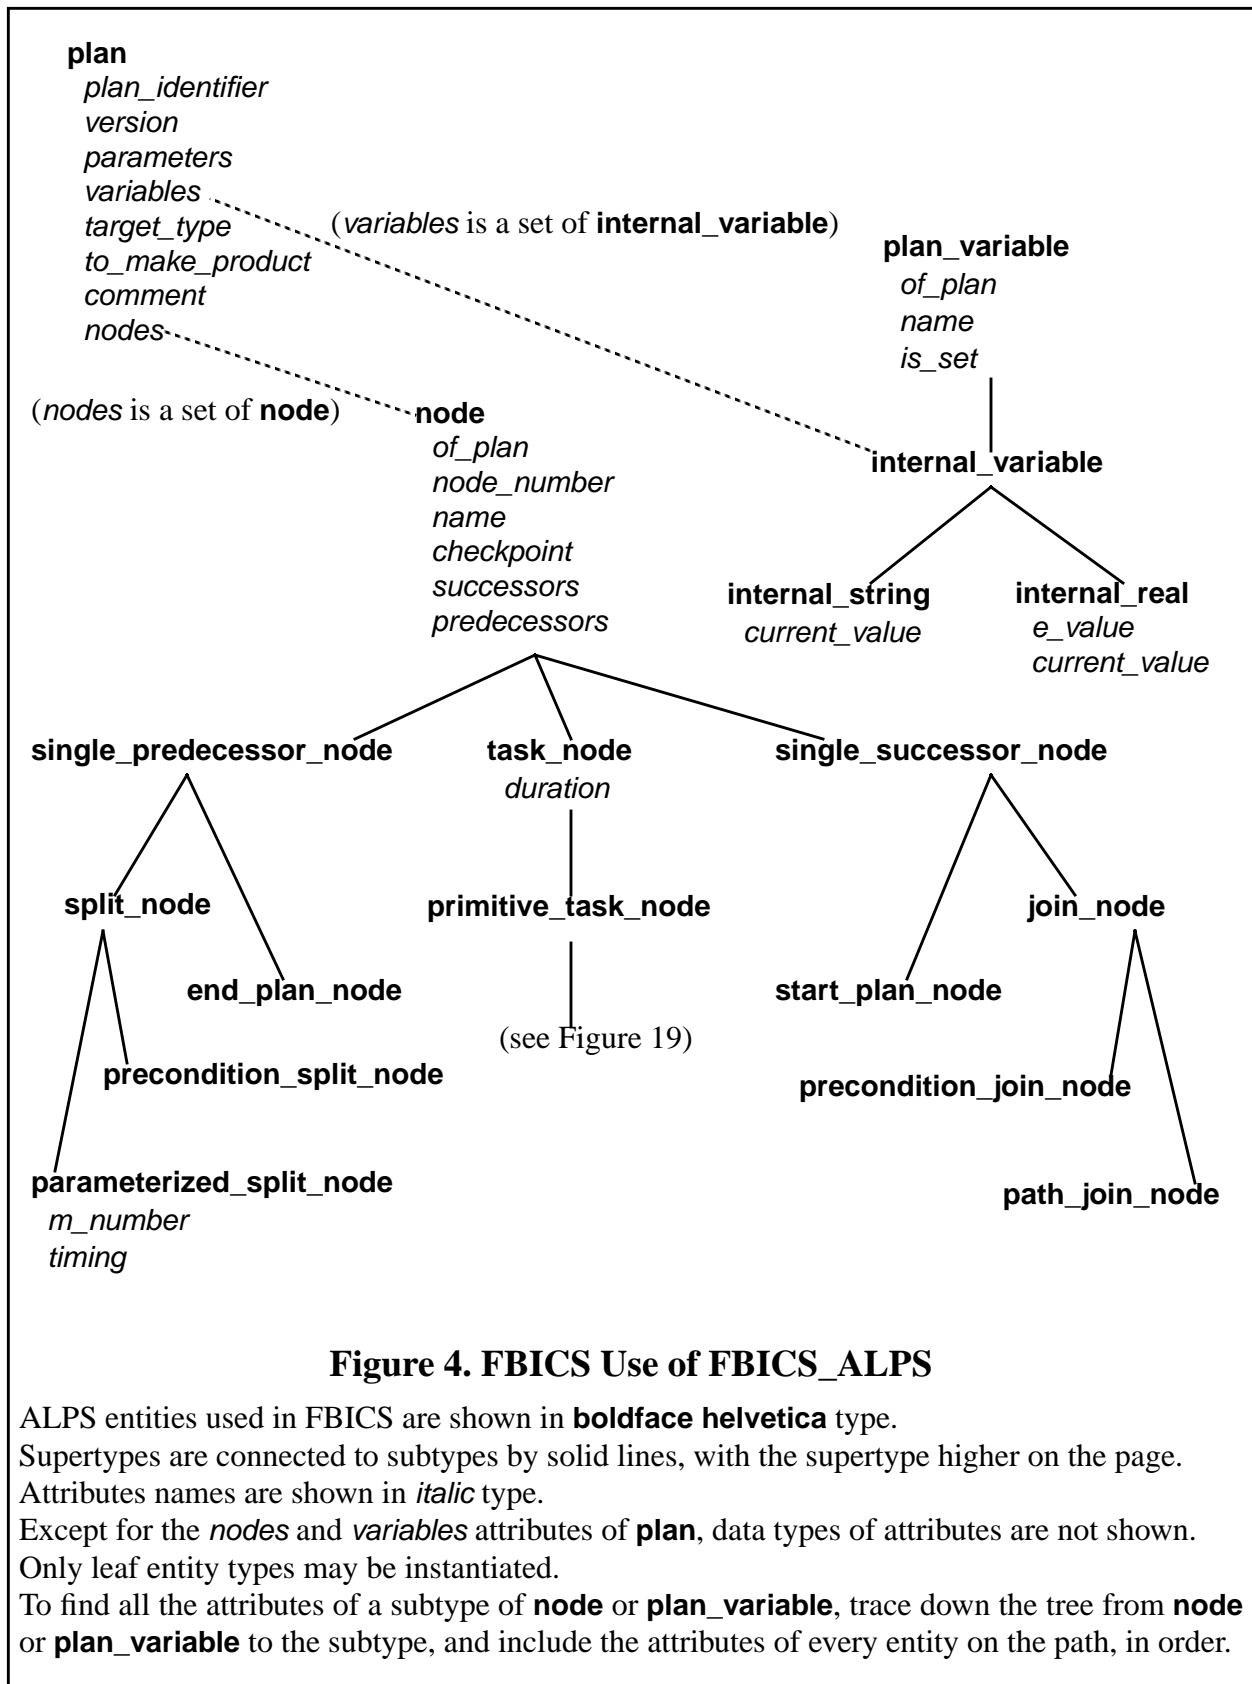 plan
plan_identifier
version
parameters
variables
target_type
to_make_product
comment
nodes
(variables is a set of internal_variable)
plan_variable
of_plan
name
is_set
(nodes is a set of node)
node
of_plan
node_number
name
checkpoint
successors
predecessors
internal_variable
internal_string
current_value
internal_real
e_value
current_value
single_predecessor_node
task_node
duration
single_successor_node
split_node
primitive_task_node
join_node
end_plan_node
start_plan_node
(see Figure 19)
precondition_split_node
precondition_join_node
parameterized_split_node
m_number
timing
path_join_node
Figure 4. FBICS Use of FBICS_ALPS
ALPS entities used in FBICS are shown in boldface helvetica type.
Supertypes are connected to subtypes by solid lines, with the supertype higher on the page.
Attributes names are shown in italic type.
Except for the nodes and variables attributes of plan, data types of attributes are not shown.
Only leaf entity types may be instantiated.
To find all the attributes of a subtype of node or plan_variable, trace down the tree from node
or plan_variable to the subtype, and include the attributes of every entity on the path, in order.